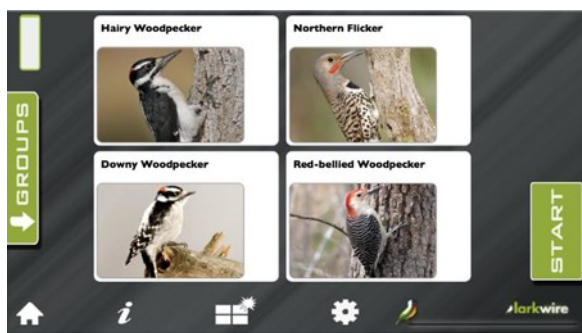 Hairy Woodpecker
Northern Flicker
GROUPS
Downy Woodpecker
Red-bellied Woodpecker
START
i
larkwire